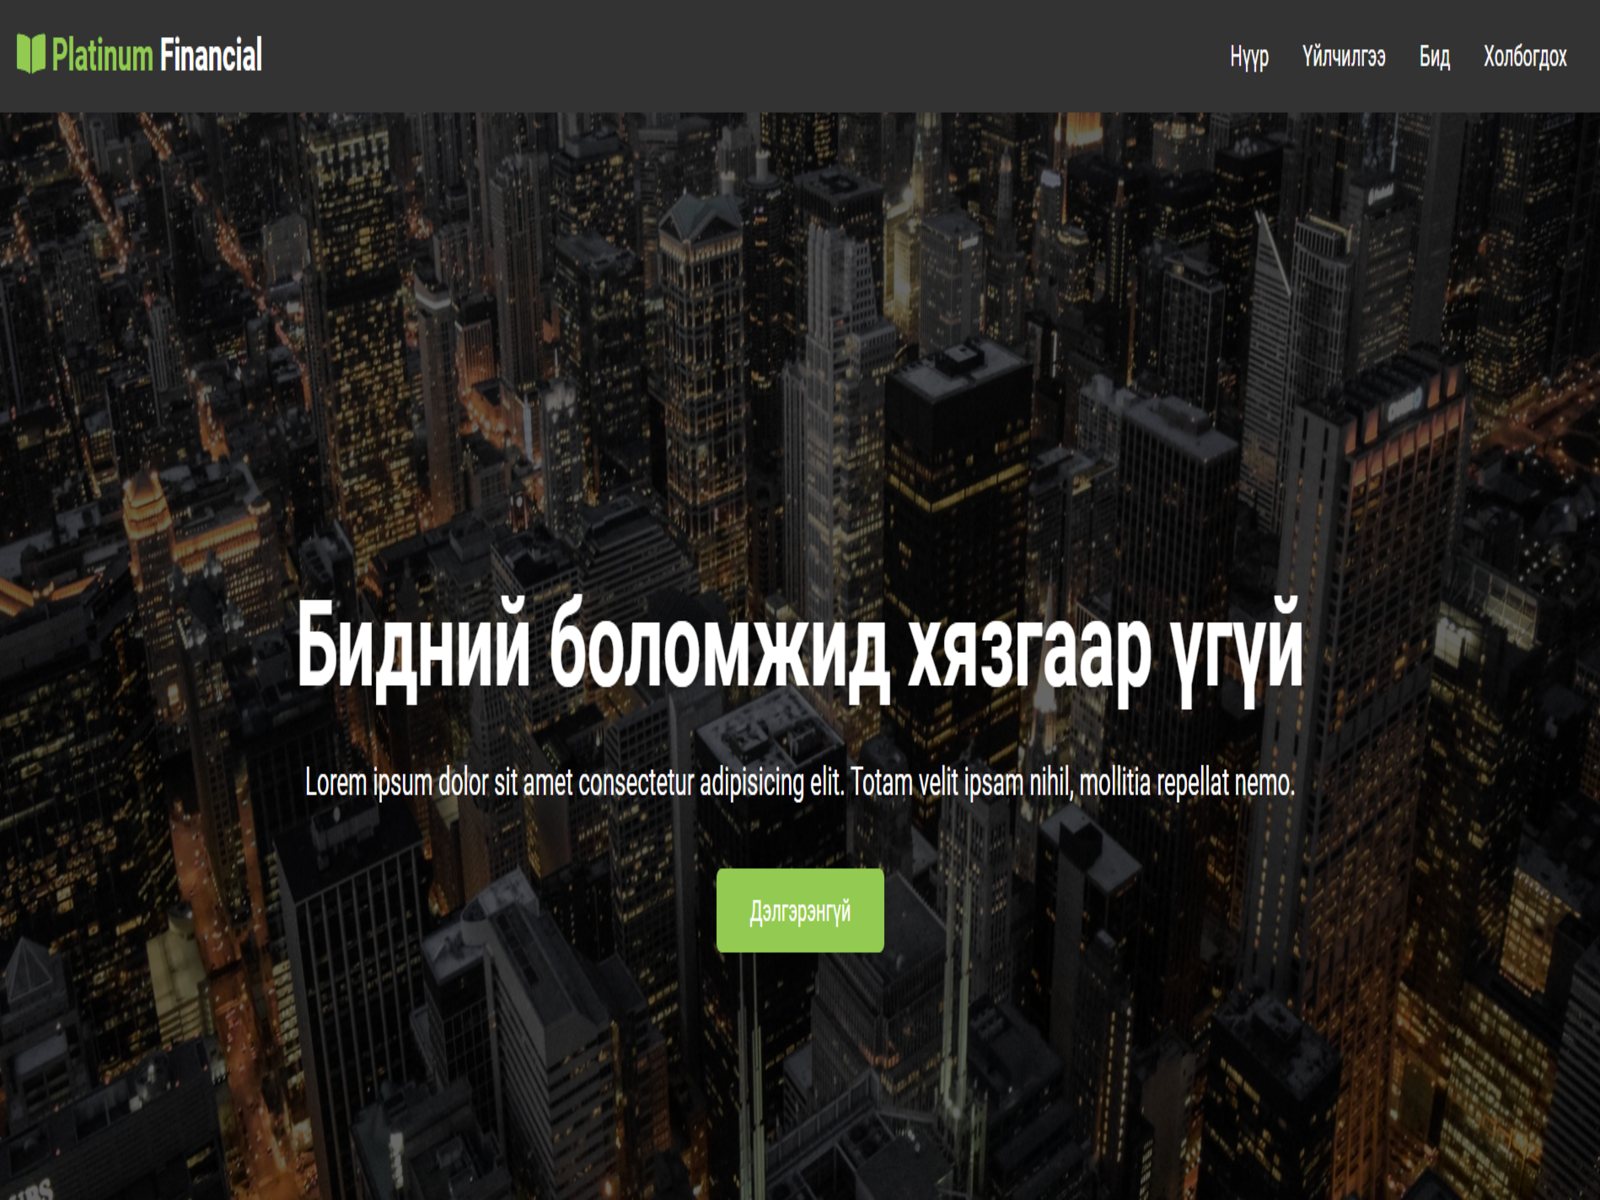 Platinum Financial
Нүүр Үйлчилгээ Бид Холбогдох
Бидний боломжид хязгаар үгүй
Lorem ipsum dolor sit amet consectetur adipisicing elit. Totam velit ipsam nihil, mollitia repellat nemo.
Дэлгэрэнгүй